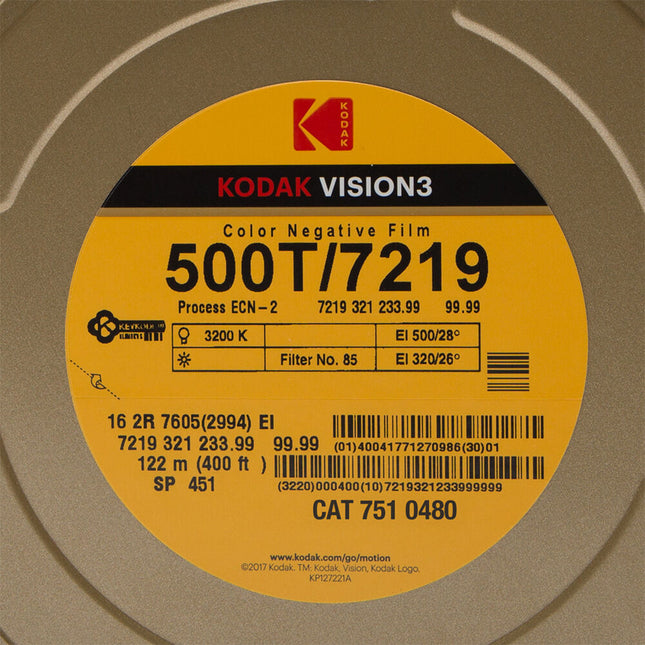 KODAK
KODAK VISION3
Color Negative Film
500T/7219
Process ECN-2 7219 321 233.99 99.99
KEYKODE
3200 K EI 500/28°
Filter No. 85 EI 320/26°
16 2R 7605(2994) EI
7219 321 233.99 99.99
(01)40041771270986(30)01
122 m (400 ft )
SP 451
(3220)000400(10)7219321233999999
CAT 751 0480
www.kodak.com/go/motion
©2017 Kodak. TM: Kodak, Vision, Kodak Logo.
KP127221A